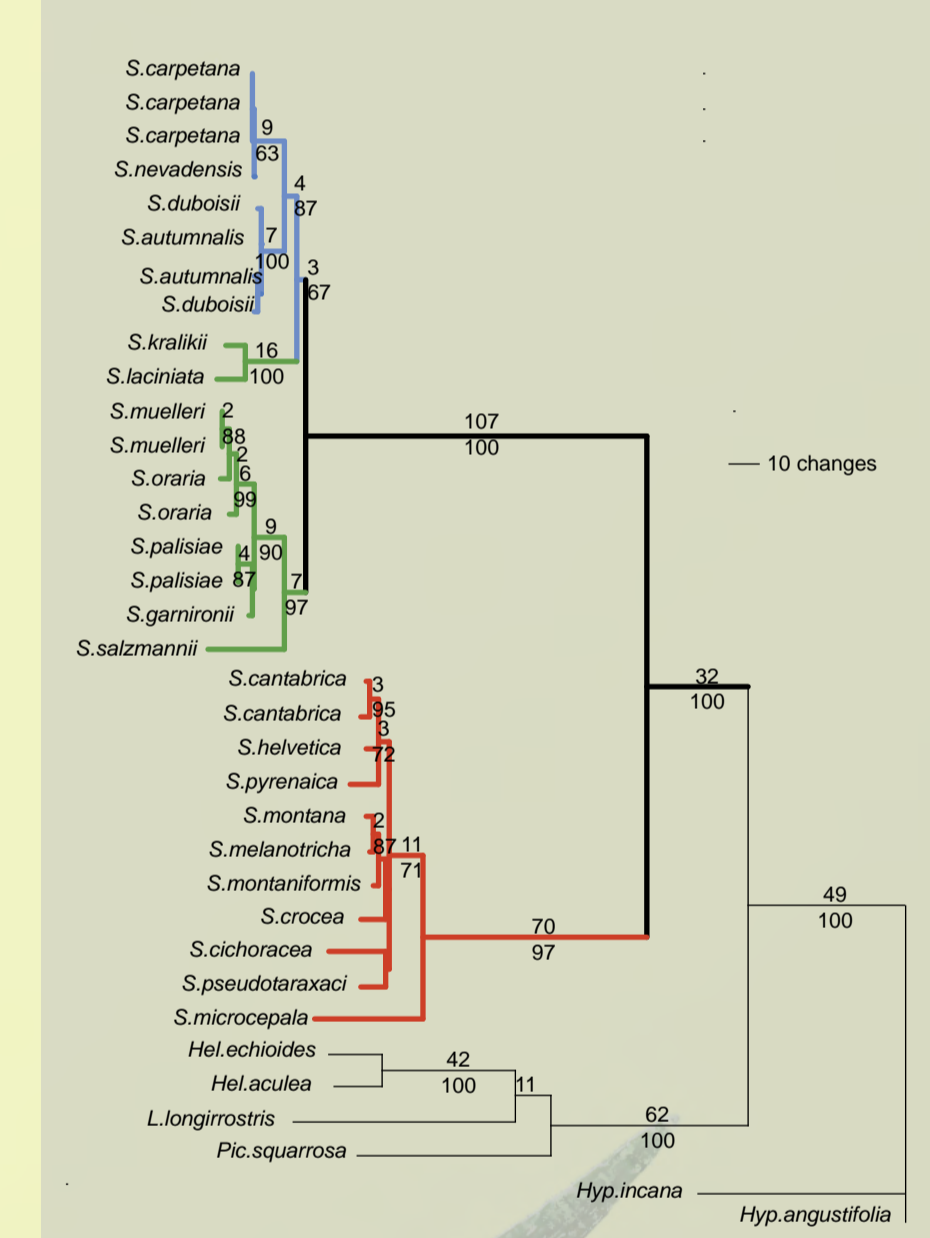 S.carpetana
S.carpetana
S.carpetana
9
63
S.nevadensis
4
87
S.duboisii
S.autumnalis
7
100
S.autumnalis
3
67
S.duboisii
S.kralikii
16
100
S.laciniata
S.muelleri
2
88
S.muelleri
2
S.oraria
6
99
S.oraria
9
90
S.palisiae
4
87
S.palisiae
7
97
S.garnironii
S.salzmannii
107
100
10 changes
S.cantabrica
3
95
S.cantabrica
3
72
S.helvetica
S.pyrenaica
S.montana
2
87
S.melanotricha
11
71
S.montaniformis
S.crocea
70
97
S.cichoracea
S.pseudotaraxaci
S.microcepala
32
100
49
100
Hel.echioides
42
100
Hel.aculea
11
L.longirrostris
62
100
Pic.squarrosa
Hyp.incana
Hyp.angustifolia